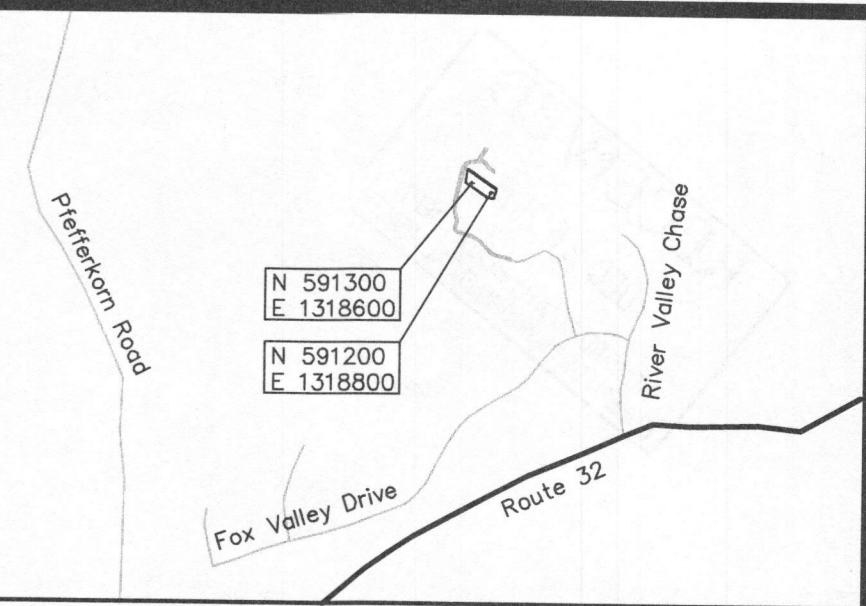 Pfefferkorn Road
N 591300
E 1318600
N 591200
E 1318800
River Valley Chase
Route 32
Fox Valley Drive